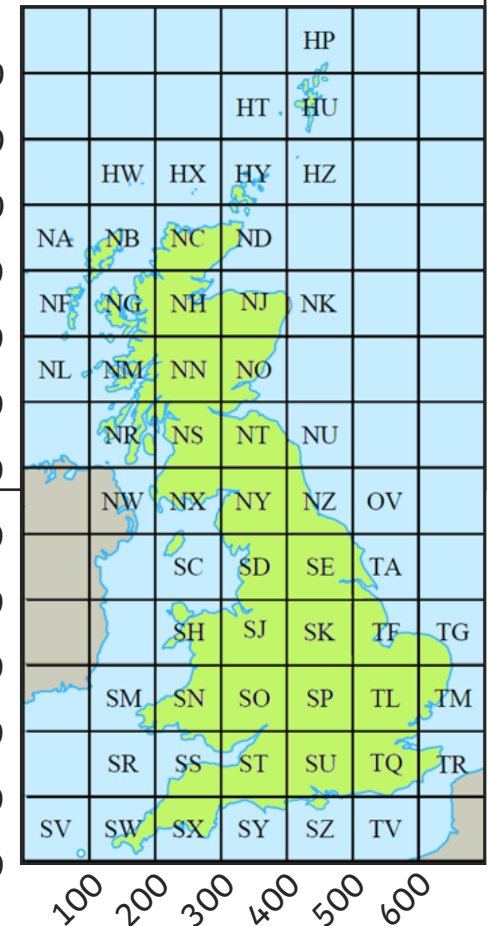 HP
HT HU
HW HX HY HZ
NA NB NC ND
NF NG NH NJ NK
NL NM NN NO
NR NS NT NU
NW NX NY NZ OV
SC SD SE TA
SH SJ SK TF TG
SM SN SO SP TL TM
SR SS ST SU TQ TR
SV SW SX SY SZ TV
100 200 300 400 500 600